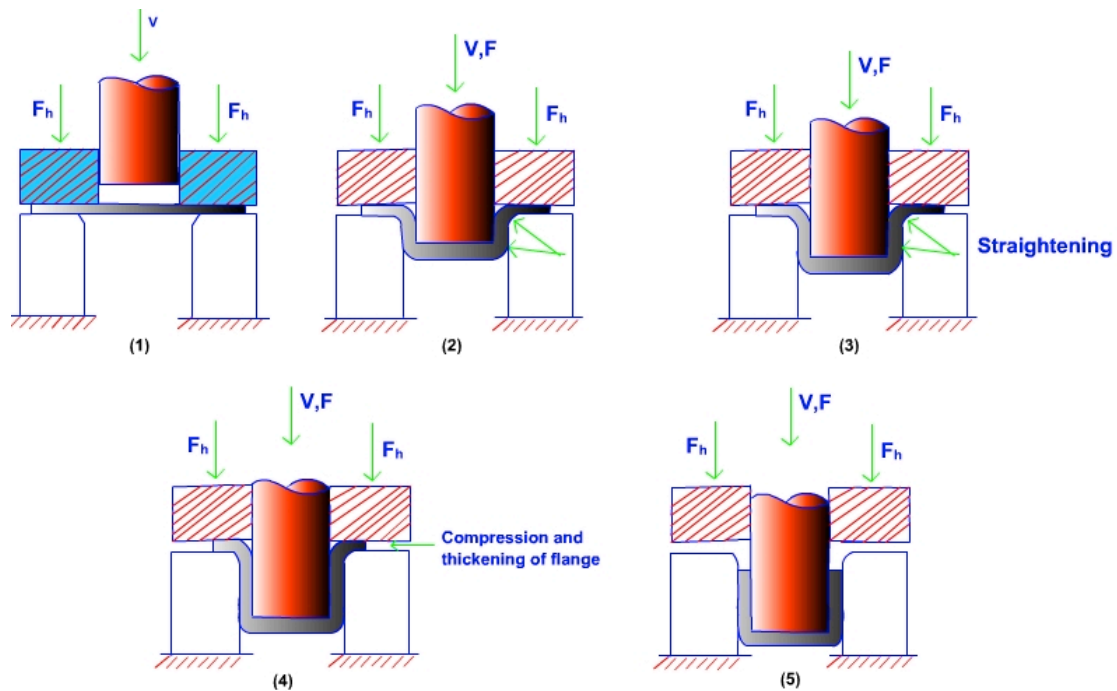 V
Fh
Fh
(1)
V,F
Fh
Fh
(2)
V,F
Fh
Fh
Straightening
(3)
V,F
Fh
Fh
Compression and
thickening of flange
(4)
V,F
Fh
Fh
(5)